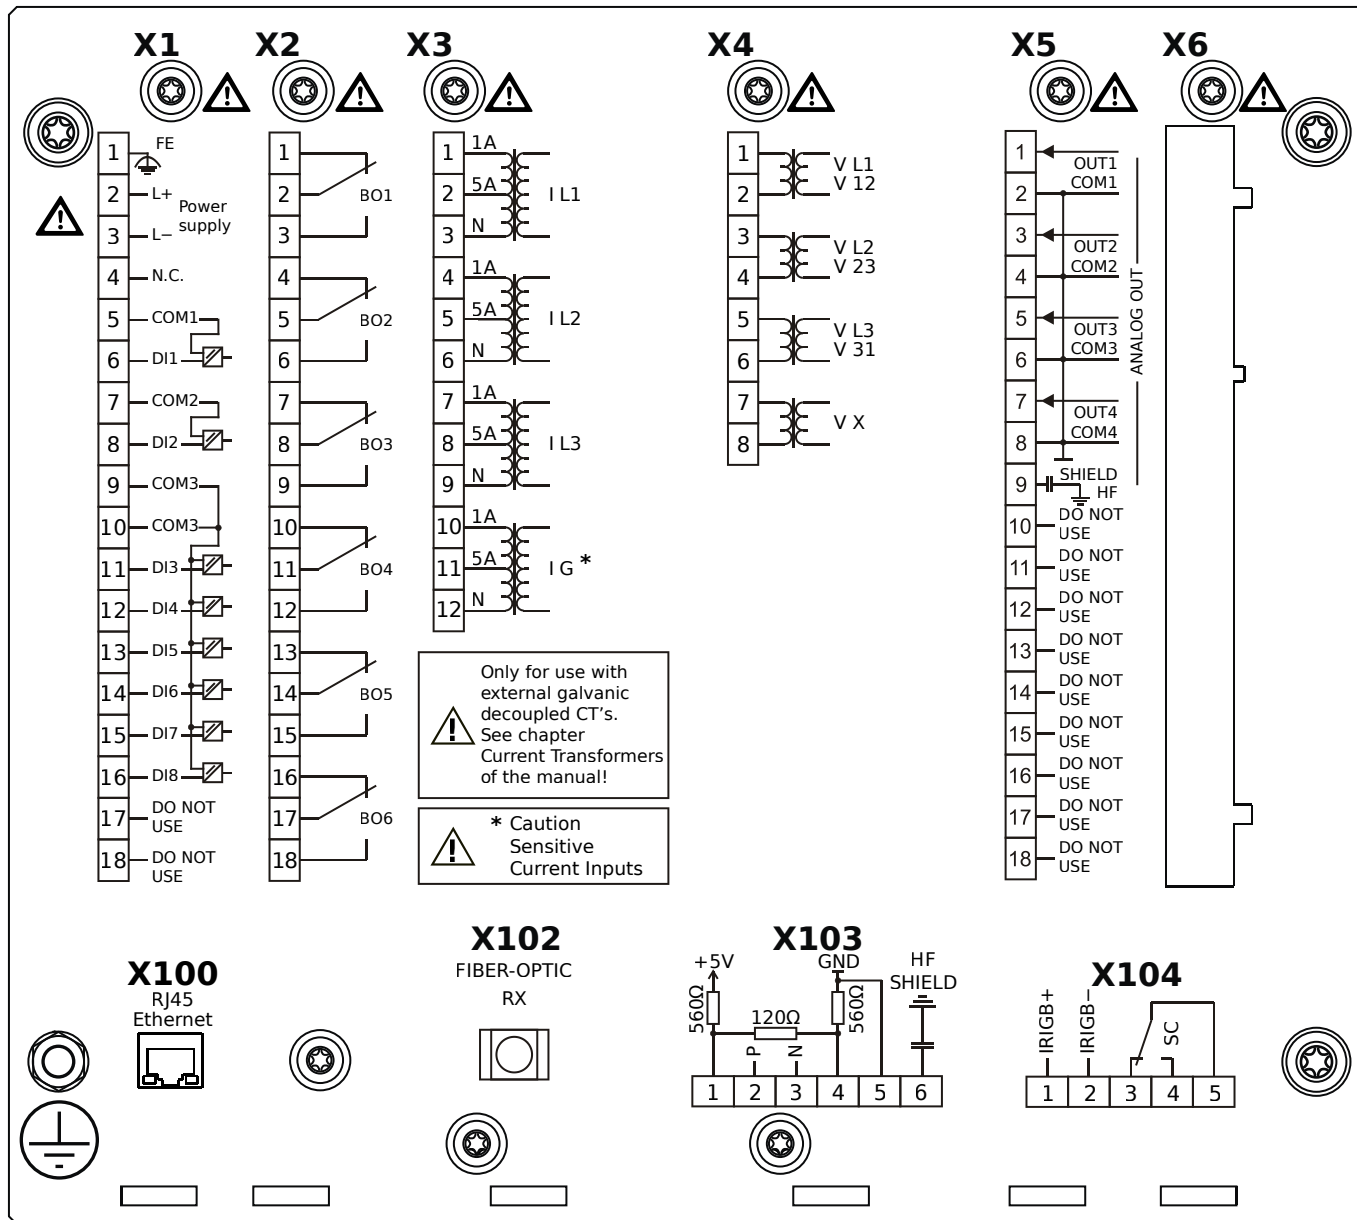 X1
X2
X3
X4
X5
X6
1 FE
2 L+
Power
supply
3 L−
4 N.C.
5 COM1
6 DI1
7 COM2
8 DI2
9 COM3
10 COM3
11 DI3
12 DI4
13 DI5
14 DI6
15 DI7
16 DI8
17 DO NOT
USE
18 DO NOT
USE
1
2 BO1
3
4
5 BO2
6
7
8 BO3
9
10
11 BO4
12
13
14 BO5
15
16
17 BO6
18
1 1A
2 5A I L1
3 N
4 1A
5 5A I L2
6 N
7 1A
8 5A I L3
9 N
10 1A
11 5A I G *
12 N
Only for use with
external galvanic
decoupled CT's.
See chapter
Current Transformers
of the manual!
* Caution
Sensitive
Current Inputs
1 V L1
2 V 12
3 V L2
4 V 23
5 V L3
6 V 31
7 V X
8
1 OUT1
2 COM1
3 OUT2
4 COM2
5 OUT3
6 COM3
7 OUT4
8 COM4
ANALOG OUT
9 SHIELD
HF
10 DO NOT
USE
11 DO NOT
USE
12 DO NOT
USE
13 DO NOT
USE
14 DO NOT
USE
15 DO NOT
USE
16 DO NOT
USE
17 DO NOT
USE
18 DO NOT
USE
X100
RJ45
Ethernet
X102
FIBER-OPTIC
RX
X103
+5V
GND
HF
SHIELD
560Ω
120Ω
560Ω
P
N
1 2 3 4 5 6
X104
IRIGB+
IRIGB−
SC
1 2 3 4 5